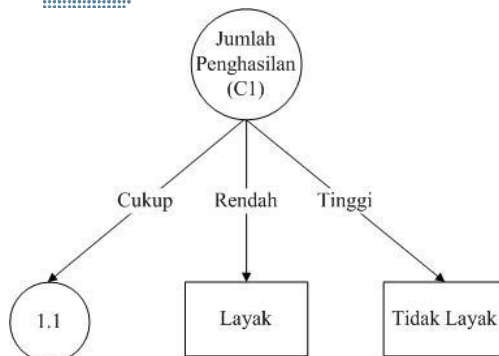 Jumlah
Penghasilan
(C1)
Cukup
Rendah
Tinggi
1.1
Layak
Tidak Layak